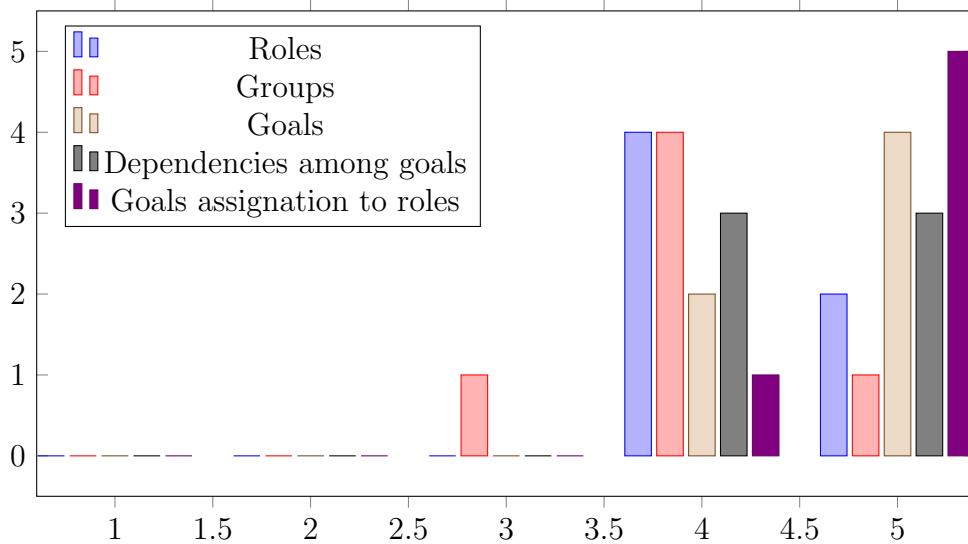 5
4
3
2
1
0
Roles
Groups
Goals
Dependencies among goals
Goals assignation to roles
1 1.5 2 2.5 3 3.5 4 4.5 5